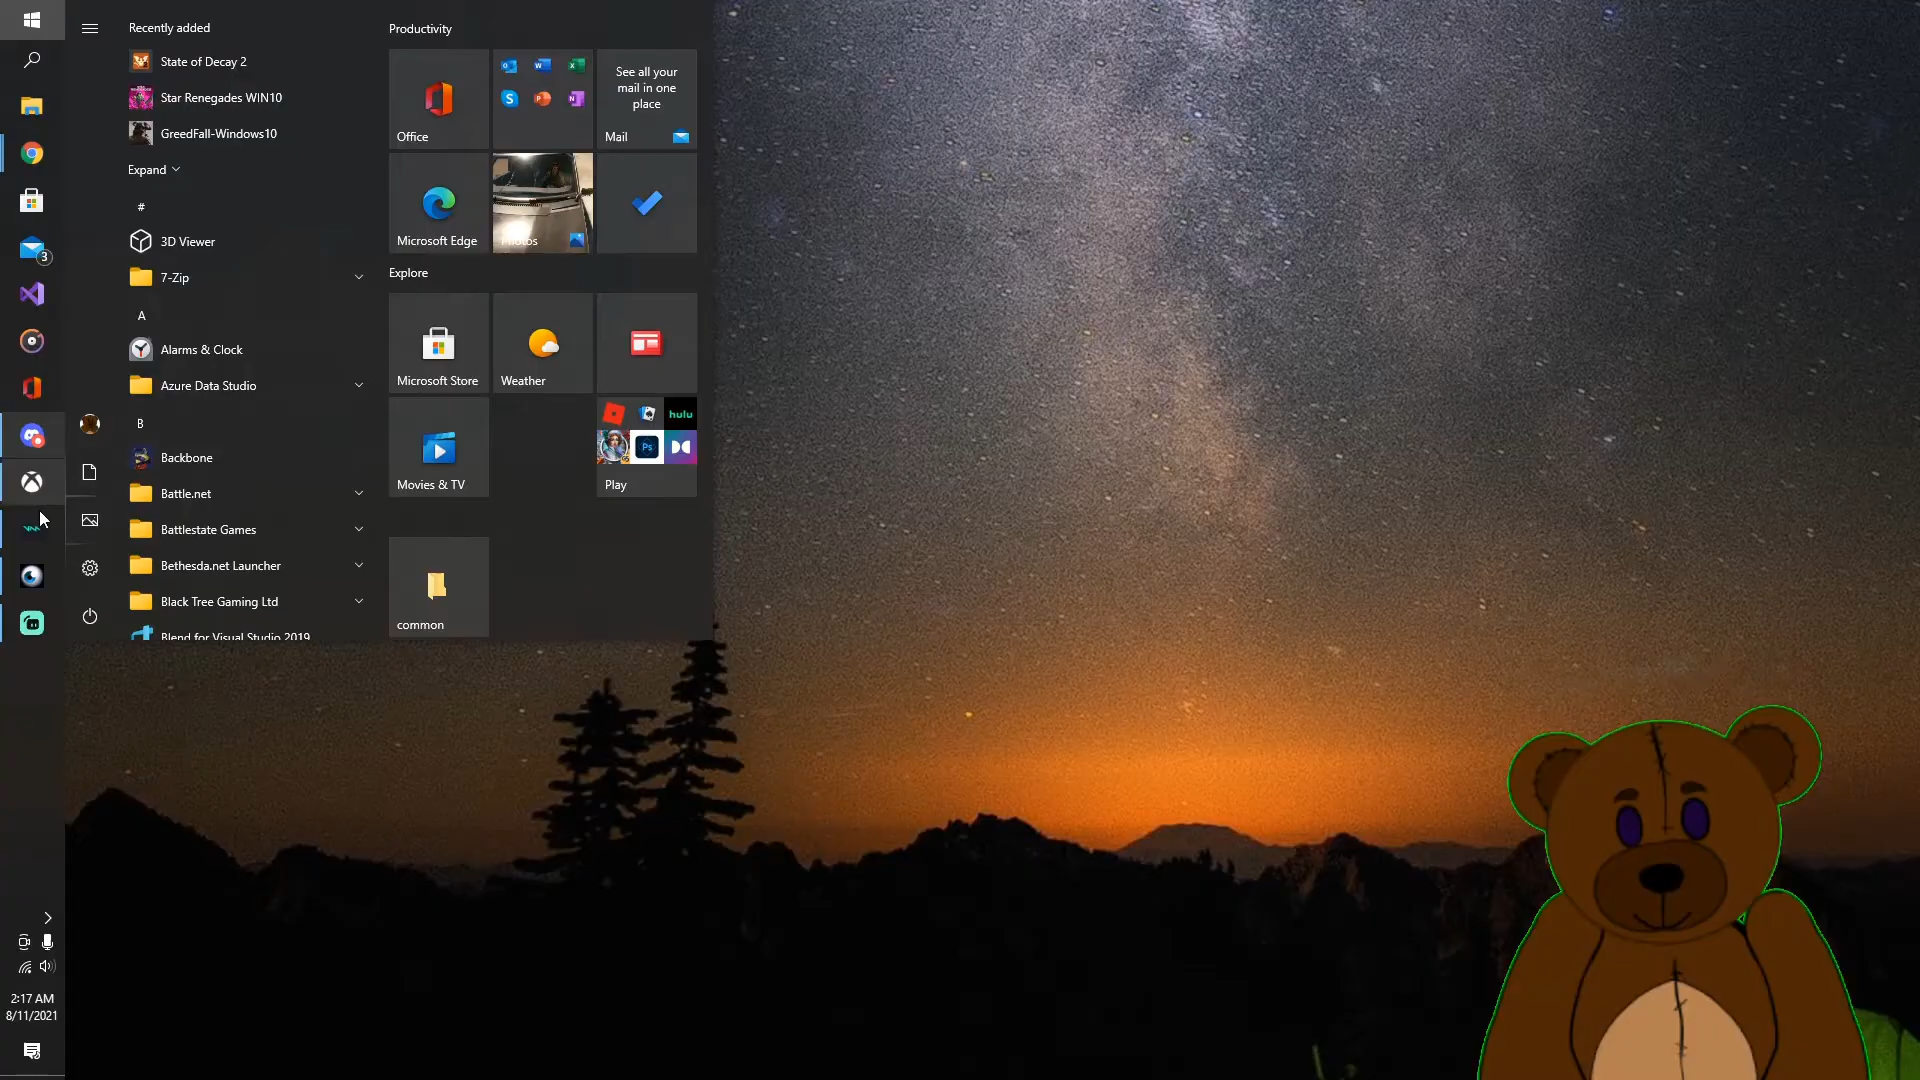 Recently added
State of Decay 2
Star Renegades WIN10
GreedFall-Windows10
Expand
#
3D Viewer
7-Zip
A
Alarms & Clock
Azure Data Studio
B
Backbone
Battle.net
Battlestate Games
Bethesda.net Launcher
Black Tree Gaming Ltd
Blend for Visual Studio 2019
Productivity
Office
See all your
mail in one
place
Mail
Microsoft Edge
Photos
Explore
Microsoft Store
Weather
Movies & TV
hulu
Ps
Play
common
3
2:17 AM
8/11/2021